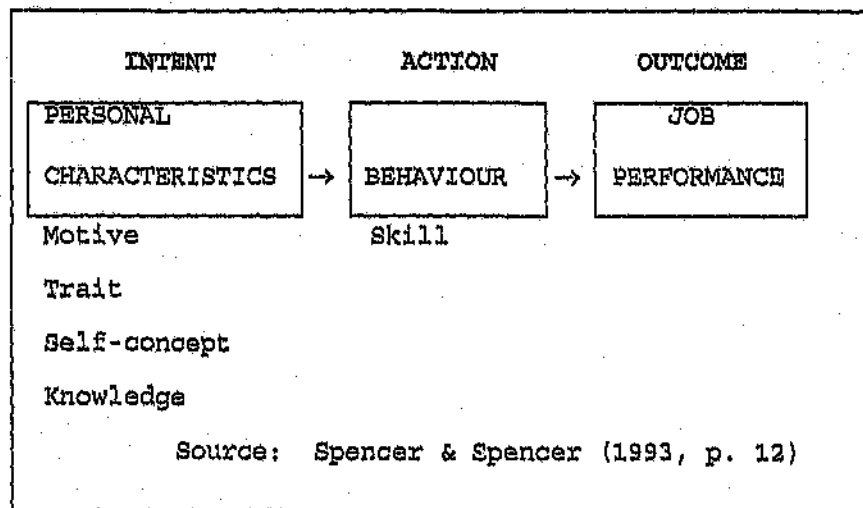 INTENT ACTION OUTCOME
PERSONAL JOB
CHARACTERISTICS → BEHAVIOUR → PERFORMANCE
Motive Skill
Trait
Self-concept
Knowledge
Source: Spencer & Spencer (1993, p. 12)